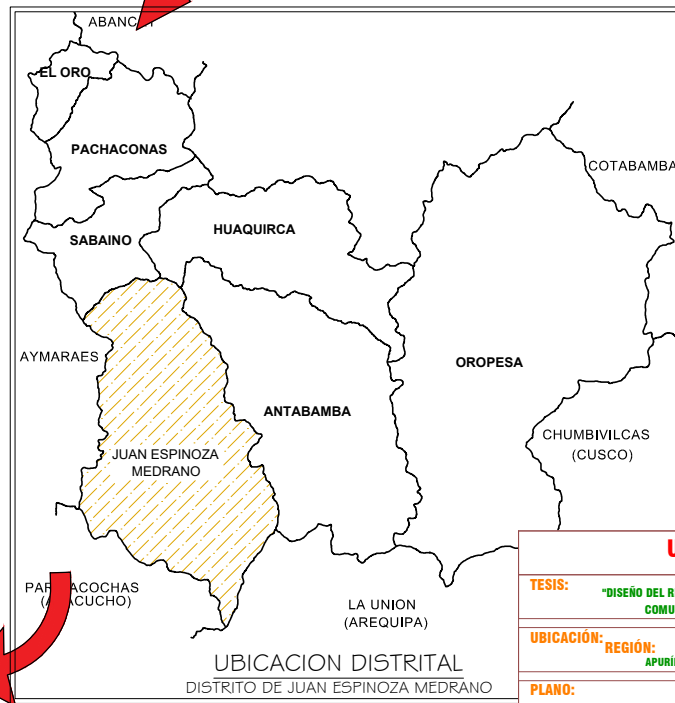 ABANC
EL ORO
PACHACONAS
COTABAMBA
SABAINO
HUAQUIRCA
AYMARAES
OROPESA
ANTABAMBA
JUAN ESPINOZA
MEDRANO
CHUMBIVILCAS
(CUSCO)
LA UNION
(AREQUIPA)
UBICACION DISTRITAL
DISTRITO DE JUAN ESPINOZA MEDRANO
U
TESIS: "DISEÑO DEL R
COMU
UBICACIÓN: REGIÓN:
APURÍ
PLANO: